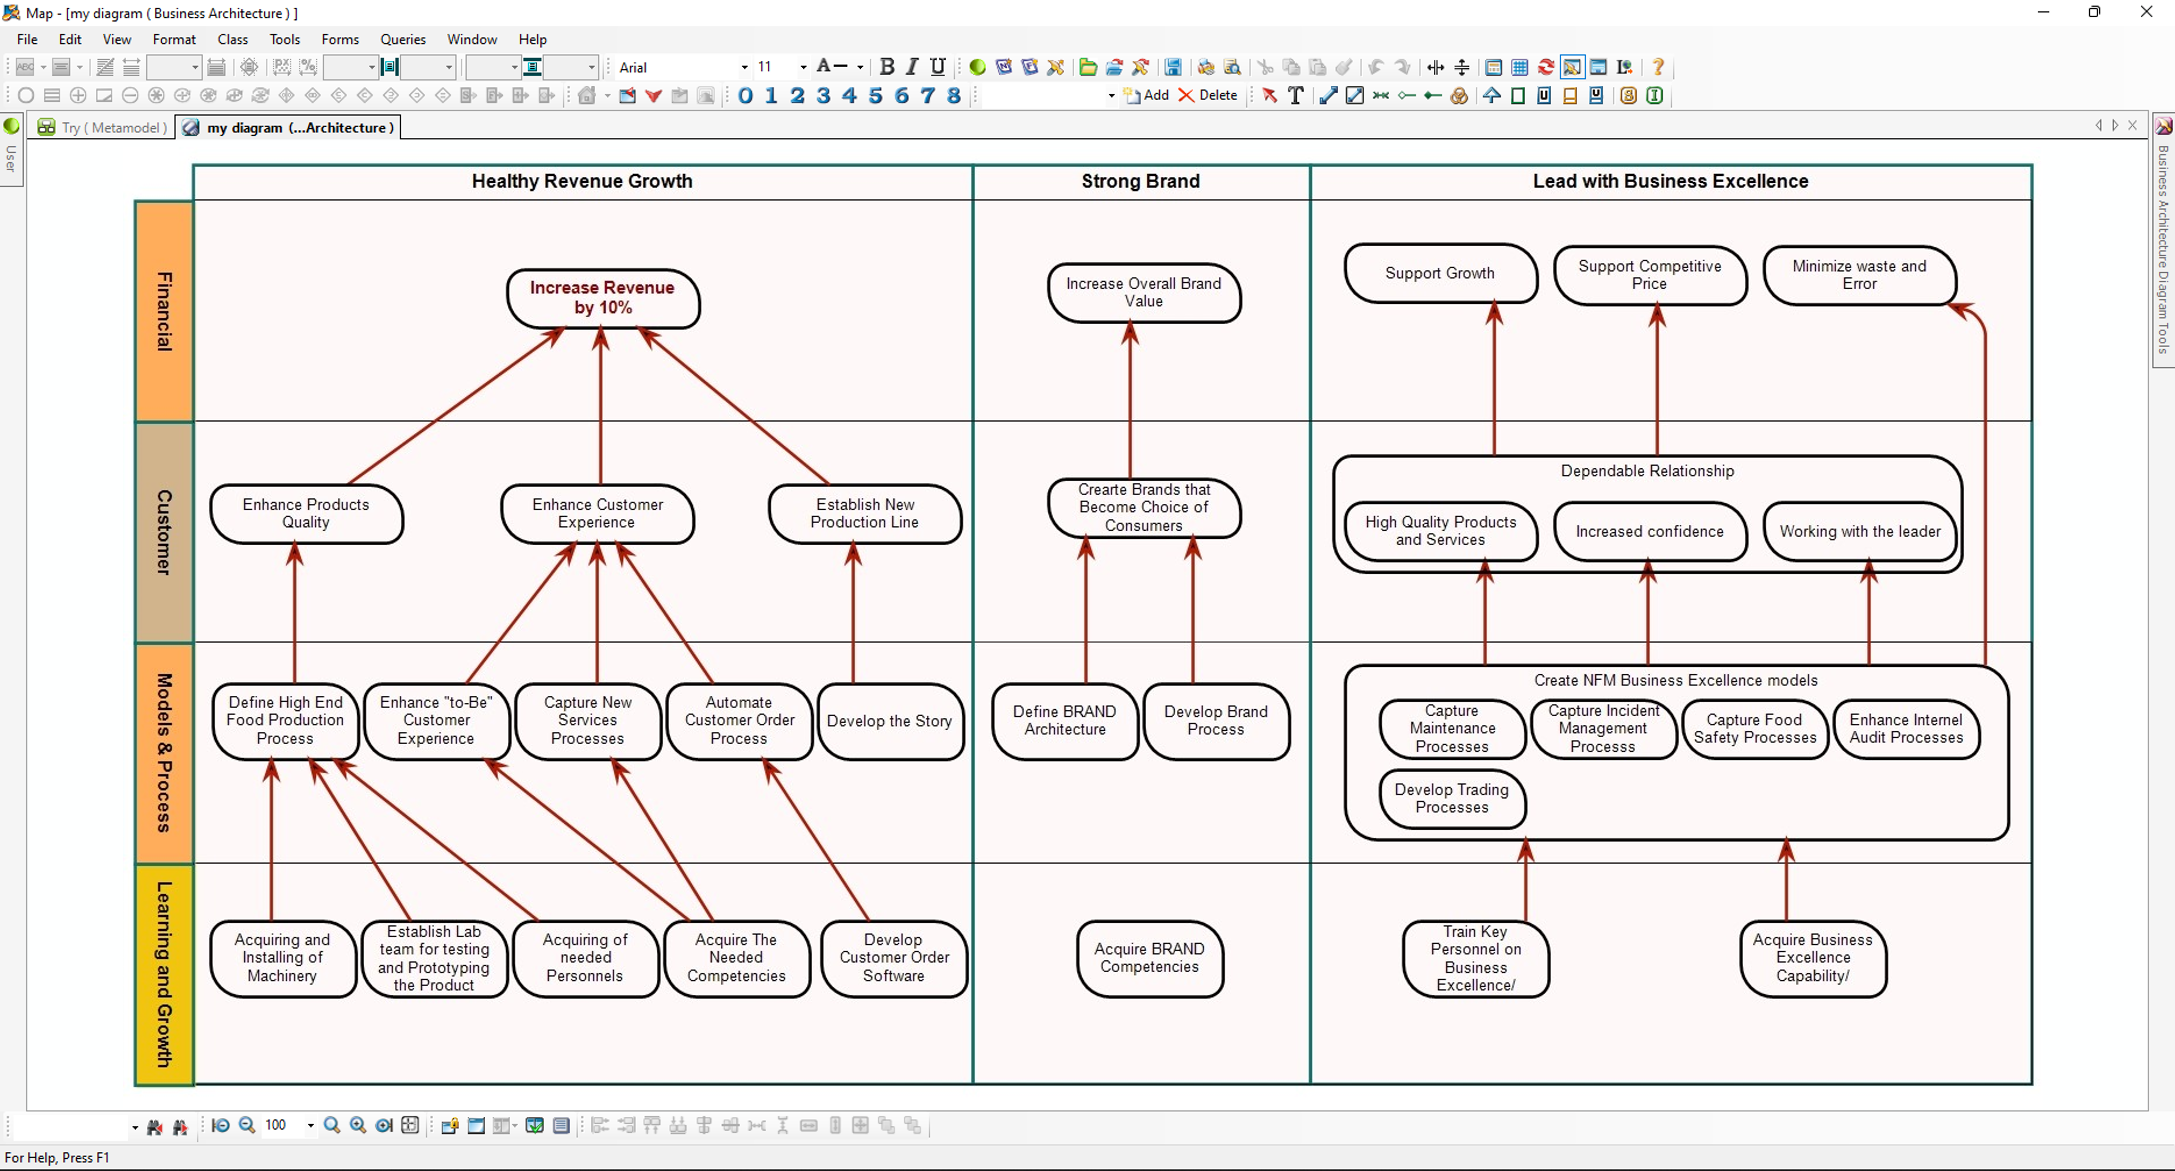 Map - [my diagram ( Business Architecture ) ]
File Edit View Format Class Tools Forms Queries Window Help
Arial 11 A B I U
0 1 2 3 4 5 6 7 8 Add Delete T
Try ( Metamodel ) my diagram (...Architecture )
User
Business Architecture Diagram Tools
Healthy Revenue Growth Strong Brand Lead with Business Excellence
Financial
Increase Revenue
by 10%
Increase Overall Brand
Value
Support Growth
Support Competitive
Price
Minimize waste and
Error
Customer
Enhance Products
Quality
Enhance Customer
Experience
Establish New
Production Line
Crearte Brands that
Become Choice of
Consumers
Dependable Relationship
High Quality Products
and Services
Increased confidence
Working with the leader
Models & Process
Define High End
Food Production
Process
Enhance "to-Be"
Customer
Experience
Capture New
Services
Processes
Automate
Customer Order
Process
Develop the Story
Define BRAND
Architecture
Develop Brand
Process
Create NFM Business Excellence models
Capture
Maintenance
Processes
Capture Incident
Management
Processs
Capture Food
Safety Processes
Enhance Internel
Audit Processes
Develop Trading
Processes
Learning and Growth
Acquiring and
Installing of
Machinery
Establish Lab
team for testing
and Prototyping
the Product
Acquiring of
needed
Personnels
Acquire The
Needed
Competencies
Develop
Customer Order
Software
Acquire BRAND
Competencies
Train Key
Personnel on
Business
Excellence/
Acquire Business
Excellence
Capability/
100
For Help, Press F1